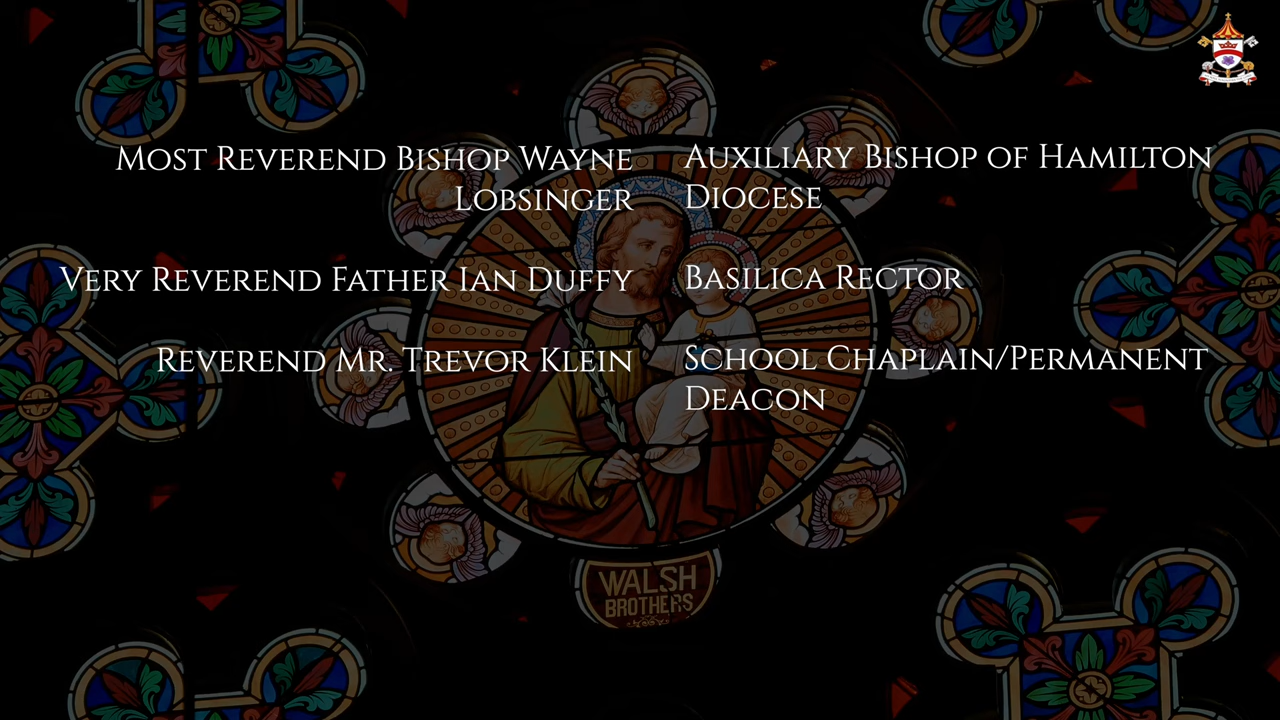 Most Reverend Bishop Wayne
Lobsinger
Auxiliary Bishop of Hamilton
Diocese
Very Reverend Father Ian Duffy
Basilica Rector
Reverend Mr. Trevor Klein
School Chaplain/Permanent
Deacon
WALSH
BROTHERS